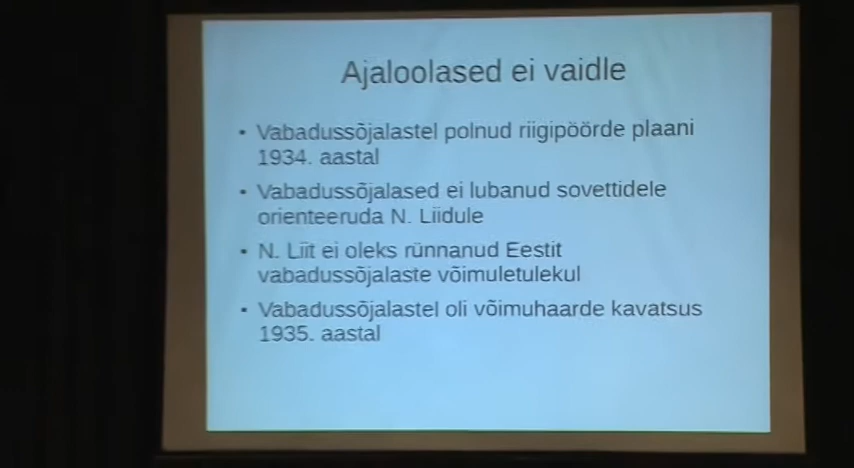 Ajaloolased ei vaidle
• Vabadussõjalastel polnud riigipöörde plaani
1934. aastal
• Vabadussõjalased ei lubanud sovettidele
orienteeruda N. Liidule
• N. Liit ei oleks rünnanud Eestit
vabadussõjalaste võimuletulekul
• Vabadussõjalastel oli võimuhaarde kavatsus
1935. aastal